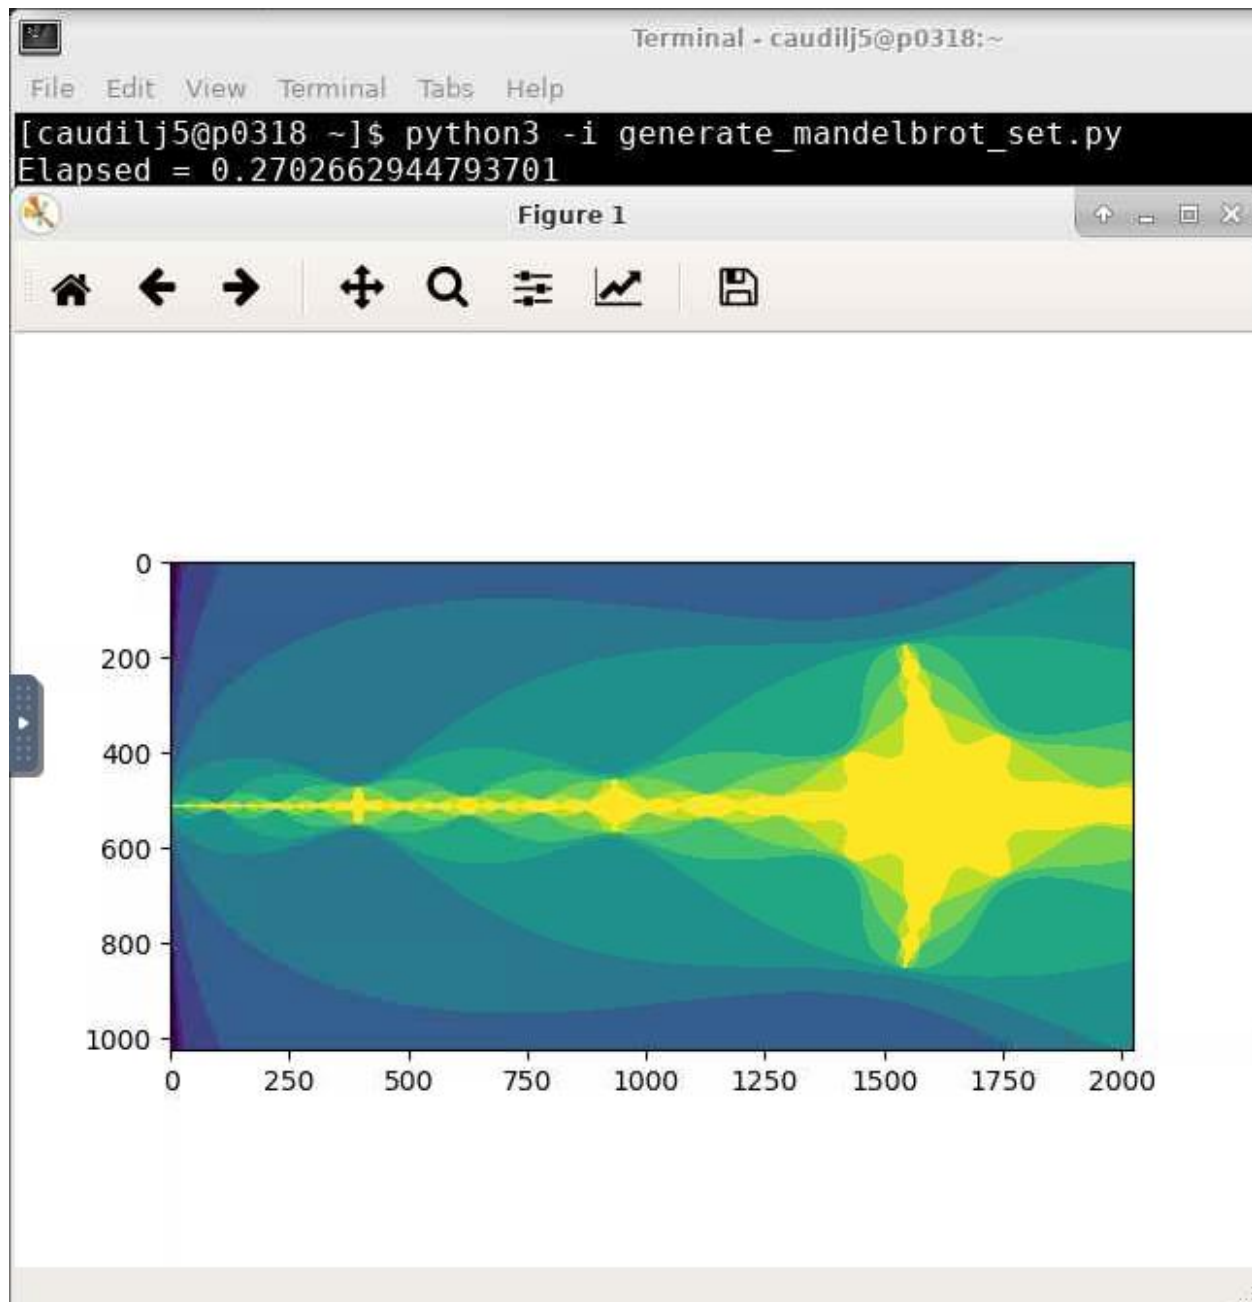 Terminal - caudilj5@p0318:~
File Edit View Terminal Tabs Help
[caudilj5@p0318 ~]$ python3 -i generate_mandelbrot_set.py
Elapsed = 0.2702662944793701
Figure 1
0
200
400
600
800
1000
0 250 500 750 1000 1250 1500 1750 2000